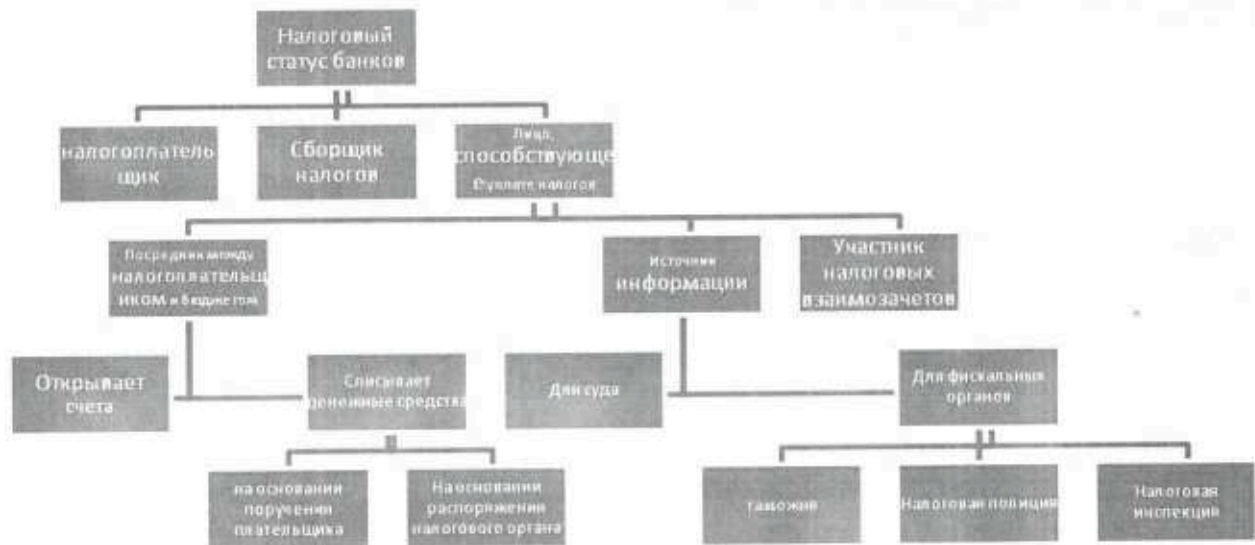 Налоговый
статус банков
налогоплатель
щик
Сборщик
налогов
Лицо,
способствующе
е уплате налогов
Посредник между
налогоплательщ
иком и бюджетом
Источник
информации
Участник
налоговых
взаимозачетов
Открывает
счета
Списывает
денежные средства
Для суда
Для фискальных
органов
на основании
поручения
плательщика
На основании
распоряжения
налогового органа
таможня
Налоговая полиция
Налоговая
инспекция